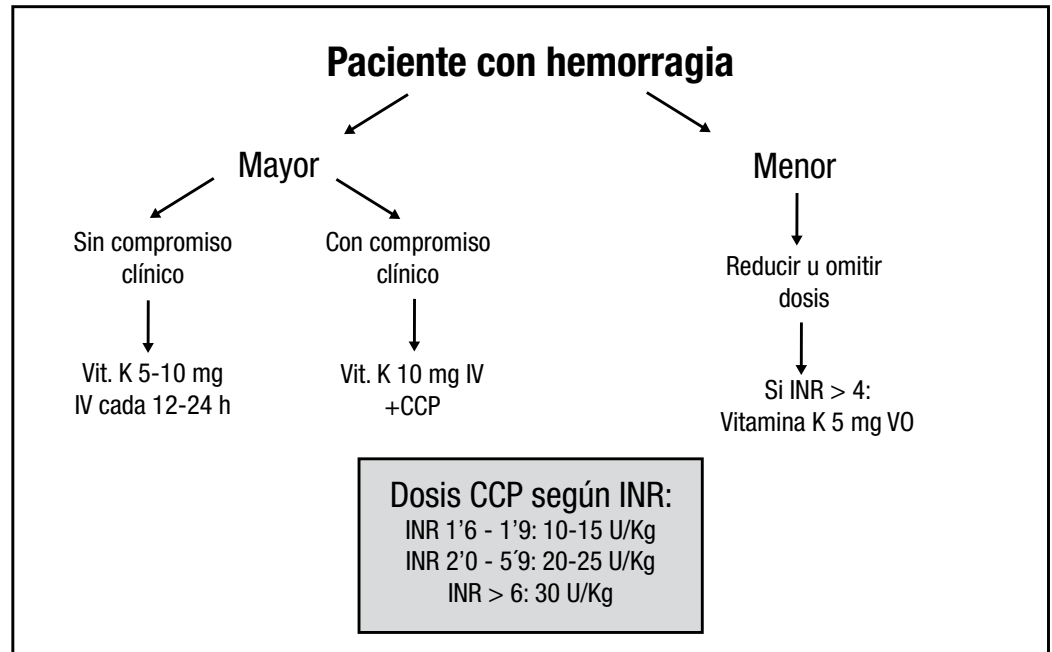 Paciente con hemorragia
Mayor
Menor
Sin compromiso
clínico
Con compromiso
clínico
Reducir u omitir
dosis
Vit. K 5-10 mg
IV cada 12-24 h
Vit. K 10 mg IV
+CCP
Si INR > 4:
Vitamina K 5 mg VO
Dosis CCP según INR:
INR 1’6 - 1’9: 10-15 U/Kg
INR 2’0 - 5´9: 20-25 U/Kg
INR > 6: 30 U/Kg